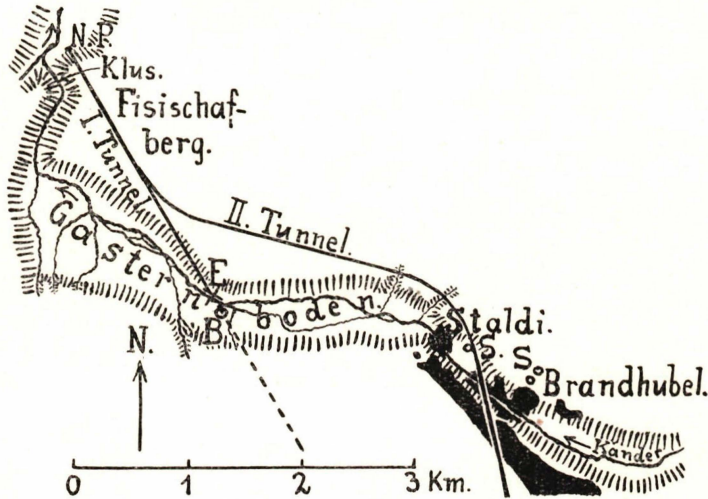 N.P.
Klus.
Fisischaf-
berg.
I. Tunnel
II. Tunnel.
Gasternboden.
E
B.
Staldi.
S. S.
Brandhubel.
Kander
N.
0 1 2 3 Km.